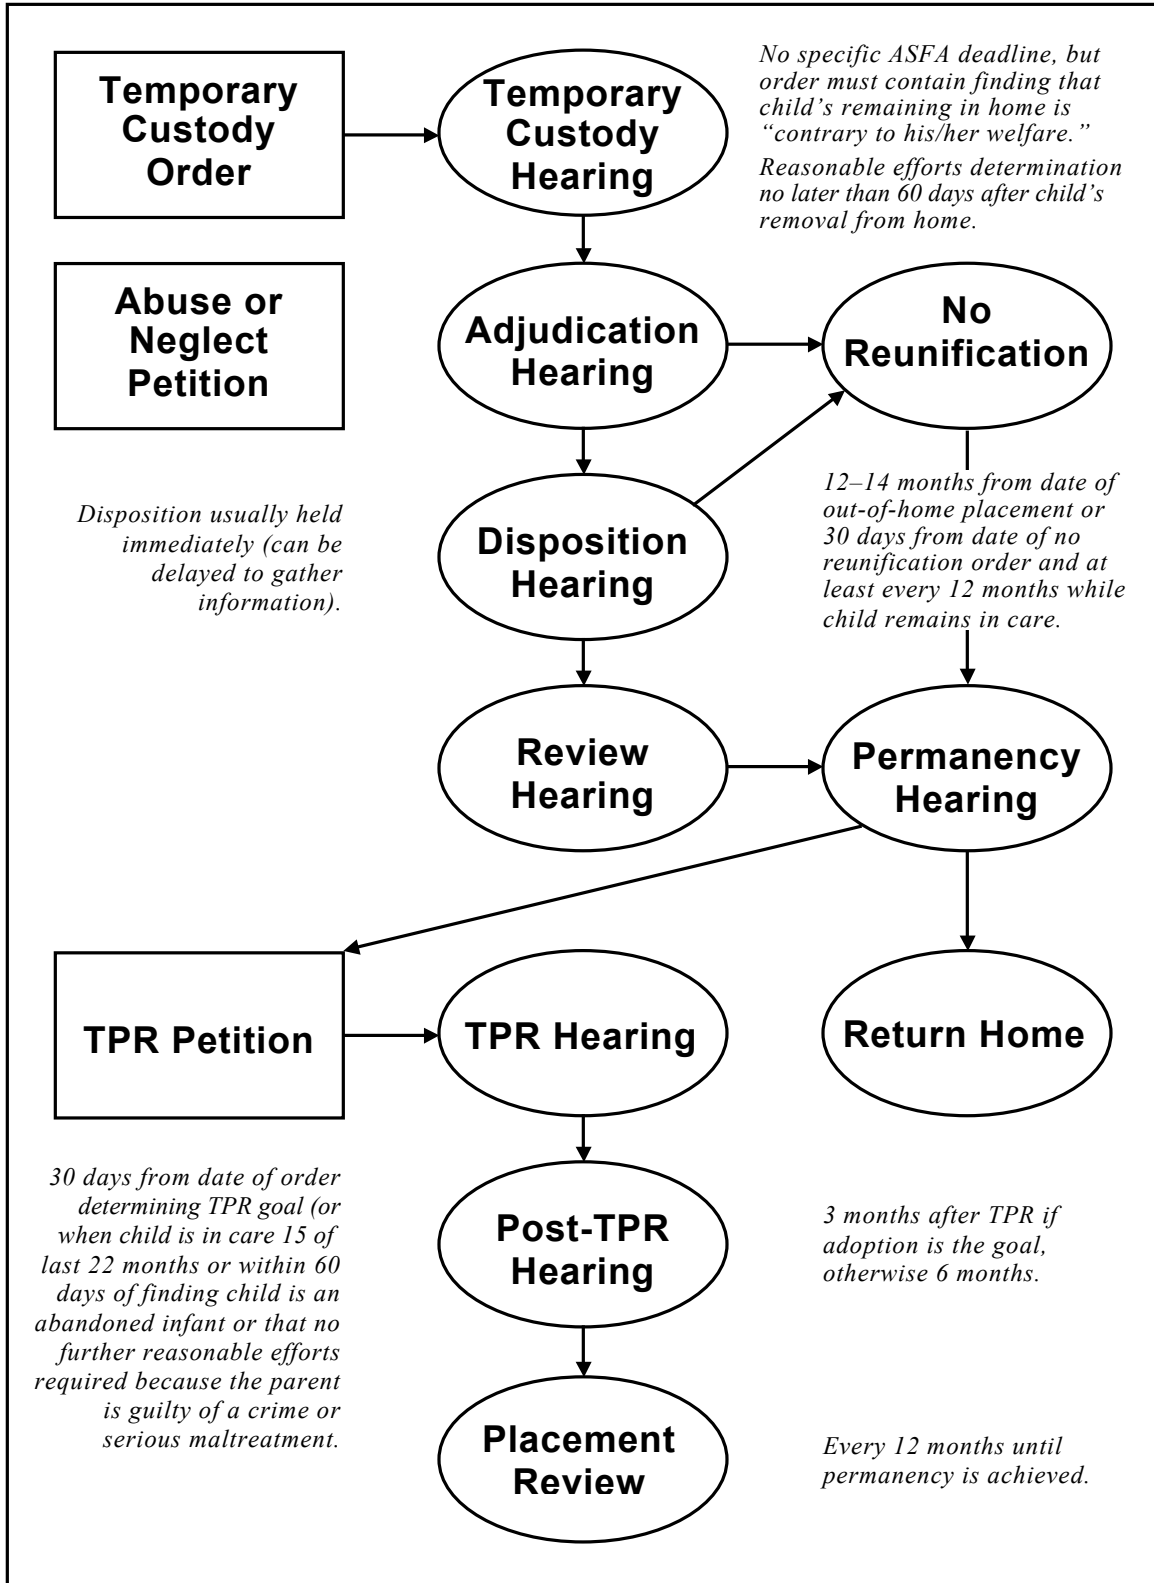 Temporary
Custody
Order
Temporary
Custody
Hearing
No specific ASFA deadline, but
order must contain finding that
child’s remaining in home is
“contrary to his/her welfare.”
Reasonable efforts determination
no later than 60 days after child’s
removal from home.
Abuse or
Neglect
Petition
Adjudication
Hearing
No
Reunification
Disposition usually held
immediately (can be
delayed to gather
information).
Disposition
Hearing
12–14 months from date of
out-of-home placement or
30 days from date of no
reunification order and at
least every 12 months while
child remains in care.
Review
Hearing
Permanency
Hearing
TPR Petition
TPR Hearing
Return Home
30 days from date of order
determining TPR goal (or
when child is in care 15 of
last 22 months or within 60
days of finding child is an
abandoned infant or that no
further reasonable efforts
required because the parent
is guilty of a crime or
serious maltreatment.
Post-TPR
Hearing
3 months after TPR if
adoption is the goal,
otherwise 6 months.
Placement
Review
Every 12 months until
permanency is achieved.